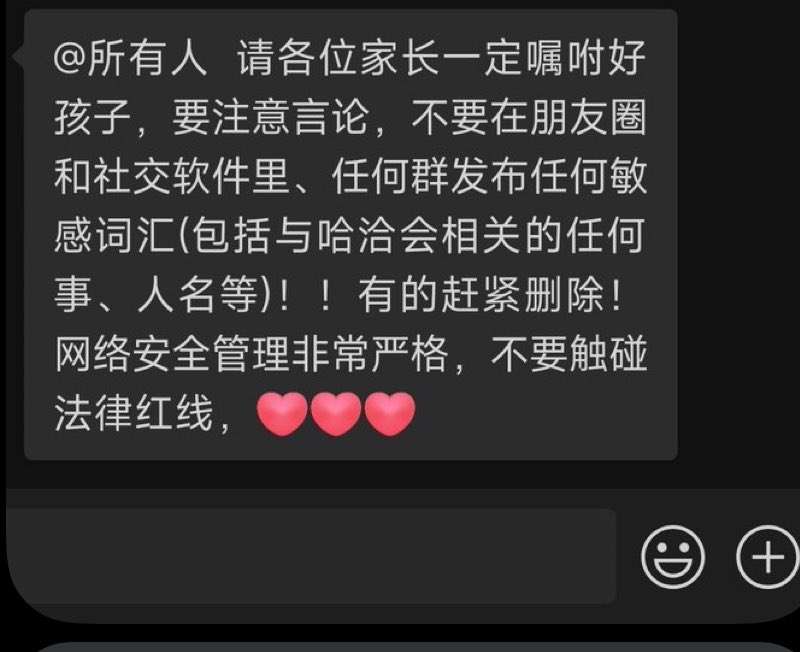 @所有人 请各位家长一定嘱咐好
孩子，要注意言论，不要在朋友圈
和社交软件里、任何群发布任何敏
感词汇(包括与哈洽会相关的任何
事、人名等)！！有的赶紧删除！
网络安全管理非常严格，不要触碰
法律红线，❤❤❤